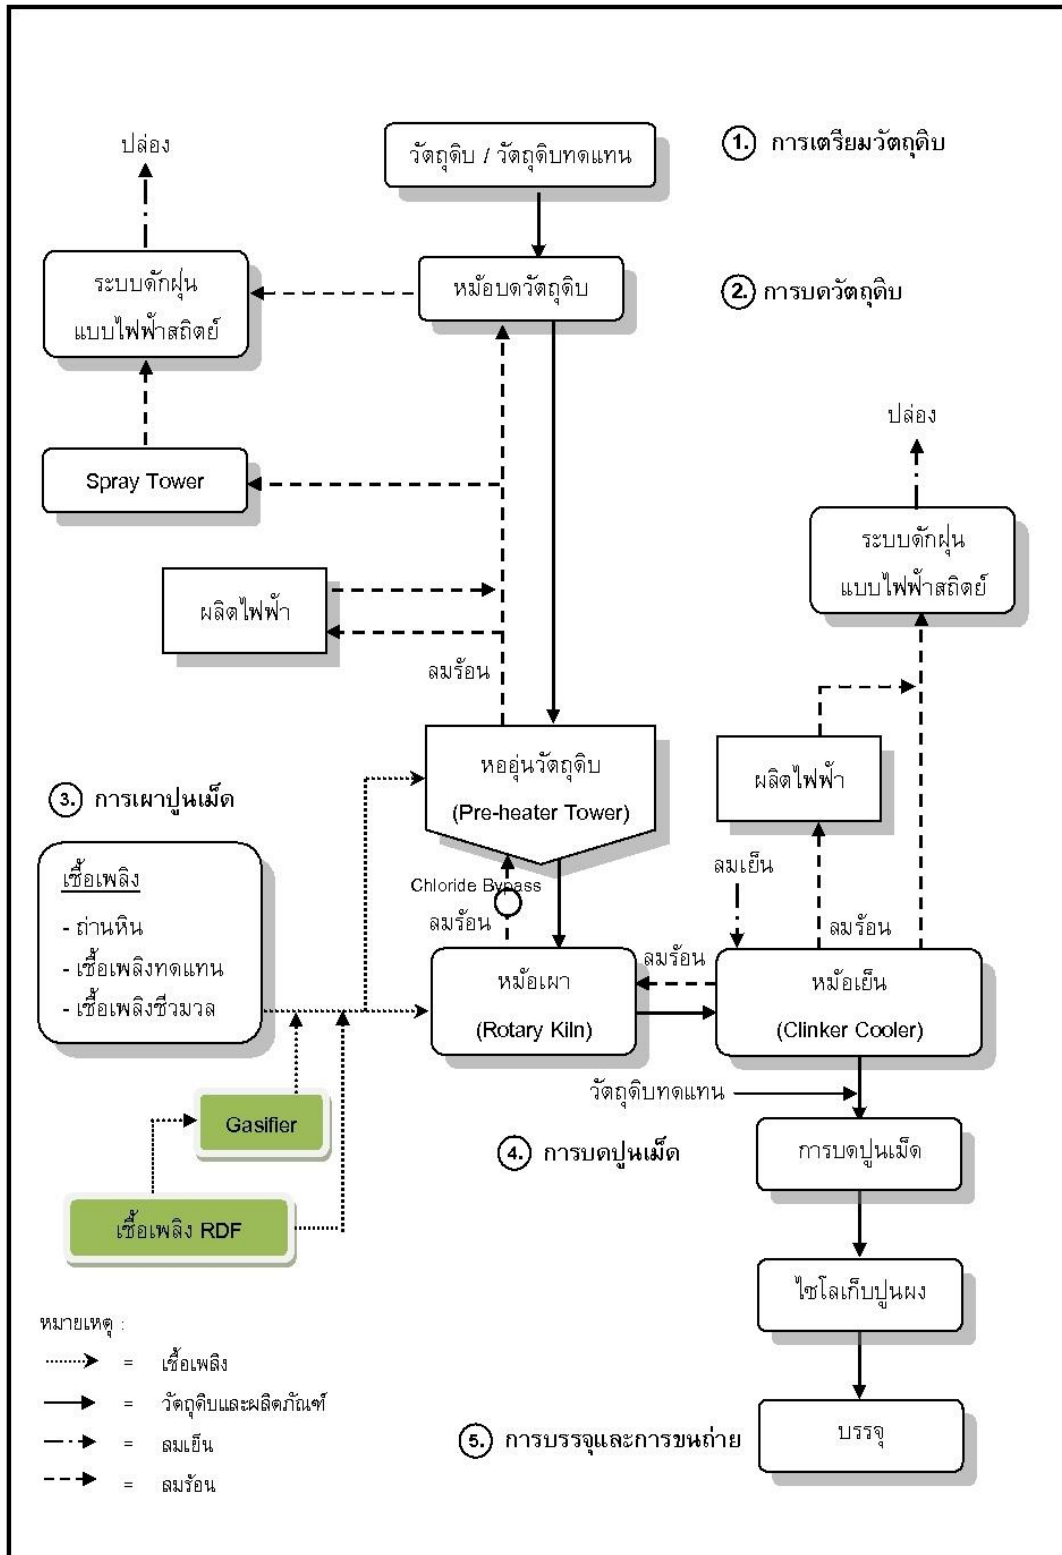 ปล่อง
วัตถุดิบ / วัตถุดิบทดแทน
1. การเตรียมวัตถุดิบ
ระบบดักฝุ่น
แบบไฟฟ้าสถิตย์
หม้อบดวัตถุดิบ
2. การบดวัตถุดิบ
Spray Tower
ปล่อง
ระบบดักฝุ่น
แบบไฟฟ้าสถิตย์
ผลิตไฟฟ้า
ลมร้อน
หออุ่นวัตถุดิบ
(Pre-heater Tower)
ผลิตไฟฟ้า
3. การเผาปูนเม็ด
เชื้อเพลิง
- ถ่านหิน
- เชื้อเพลิงทดแทน
- เชื้อเพลิงชีวมวล
Chloride Bypass
ลมร้อน
ลมเย็น
ลมร้อน
ลมร้อน
หม้อเผา
(Rotary Kiln)
หม้อเย็น
(Clinker Cooler)
วัตถุดิบทดแทน
Gasifier
4. การบดปูนเม็ด
การบดปูนเม็ด
เชื้อเพลิง RDF
ไซโลเก็บปูนผง
หมายเหตุ :
= เชื้อเพลิง
= วัตถุดิบและผลิตภัณฑ์
= ลมเย็น
= ลมร้อน
5. การบรรจุและการขนถ่าย
บรรจุ